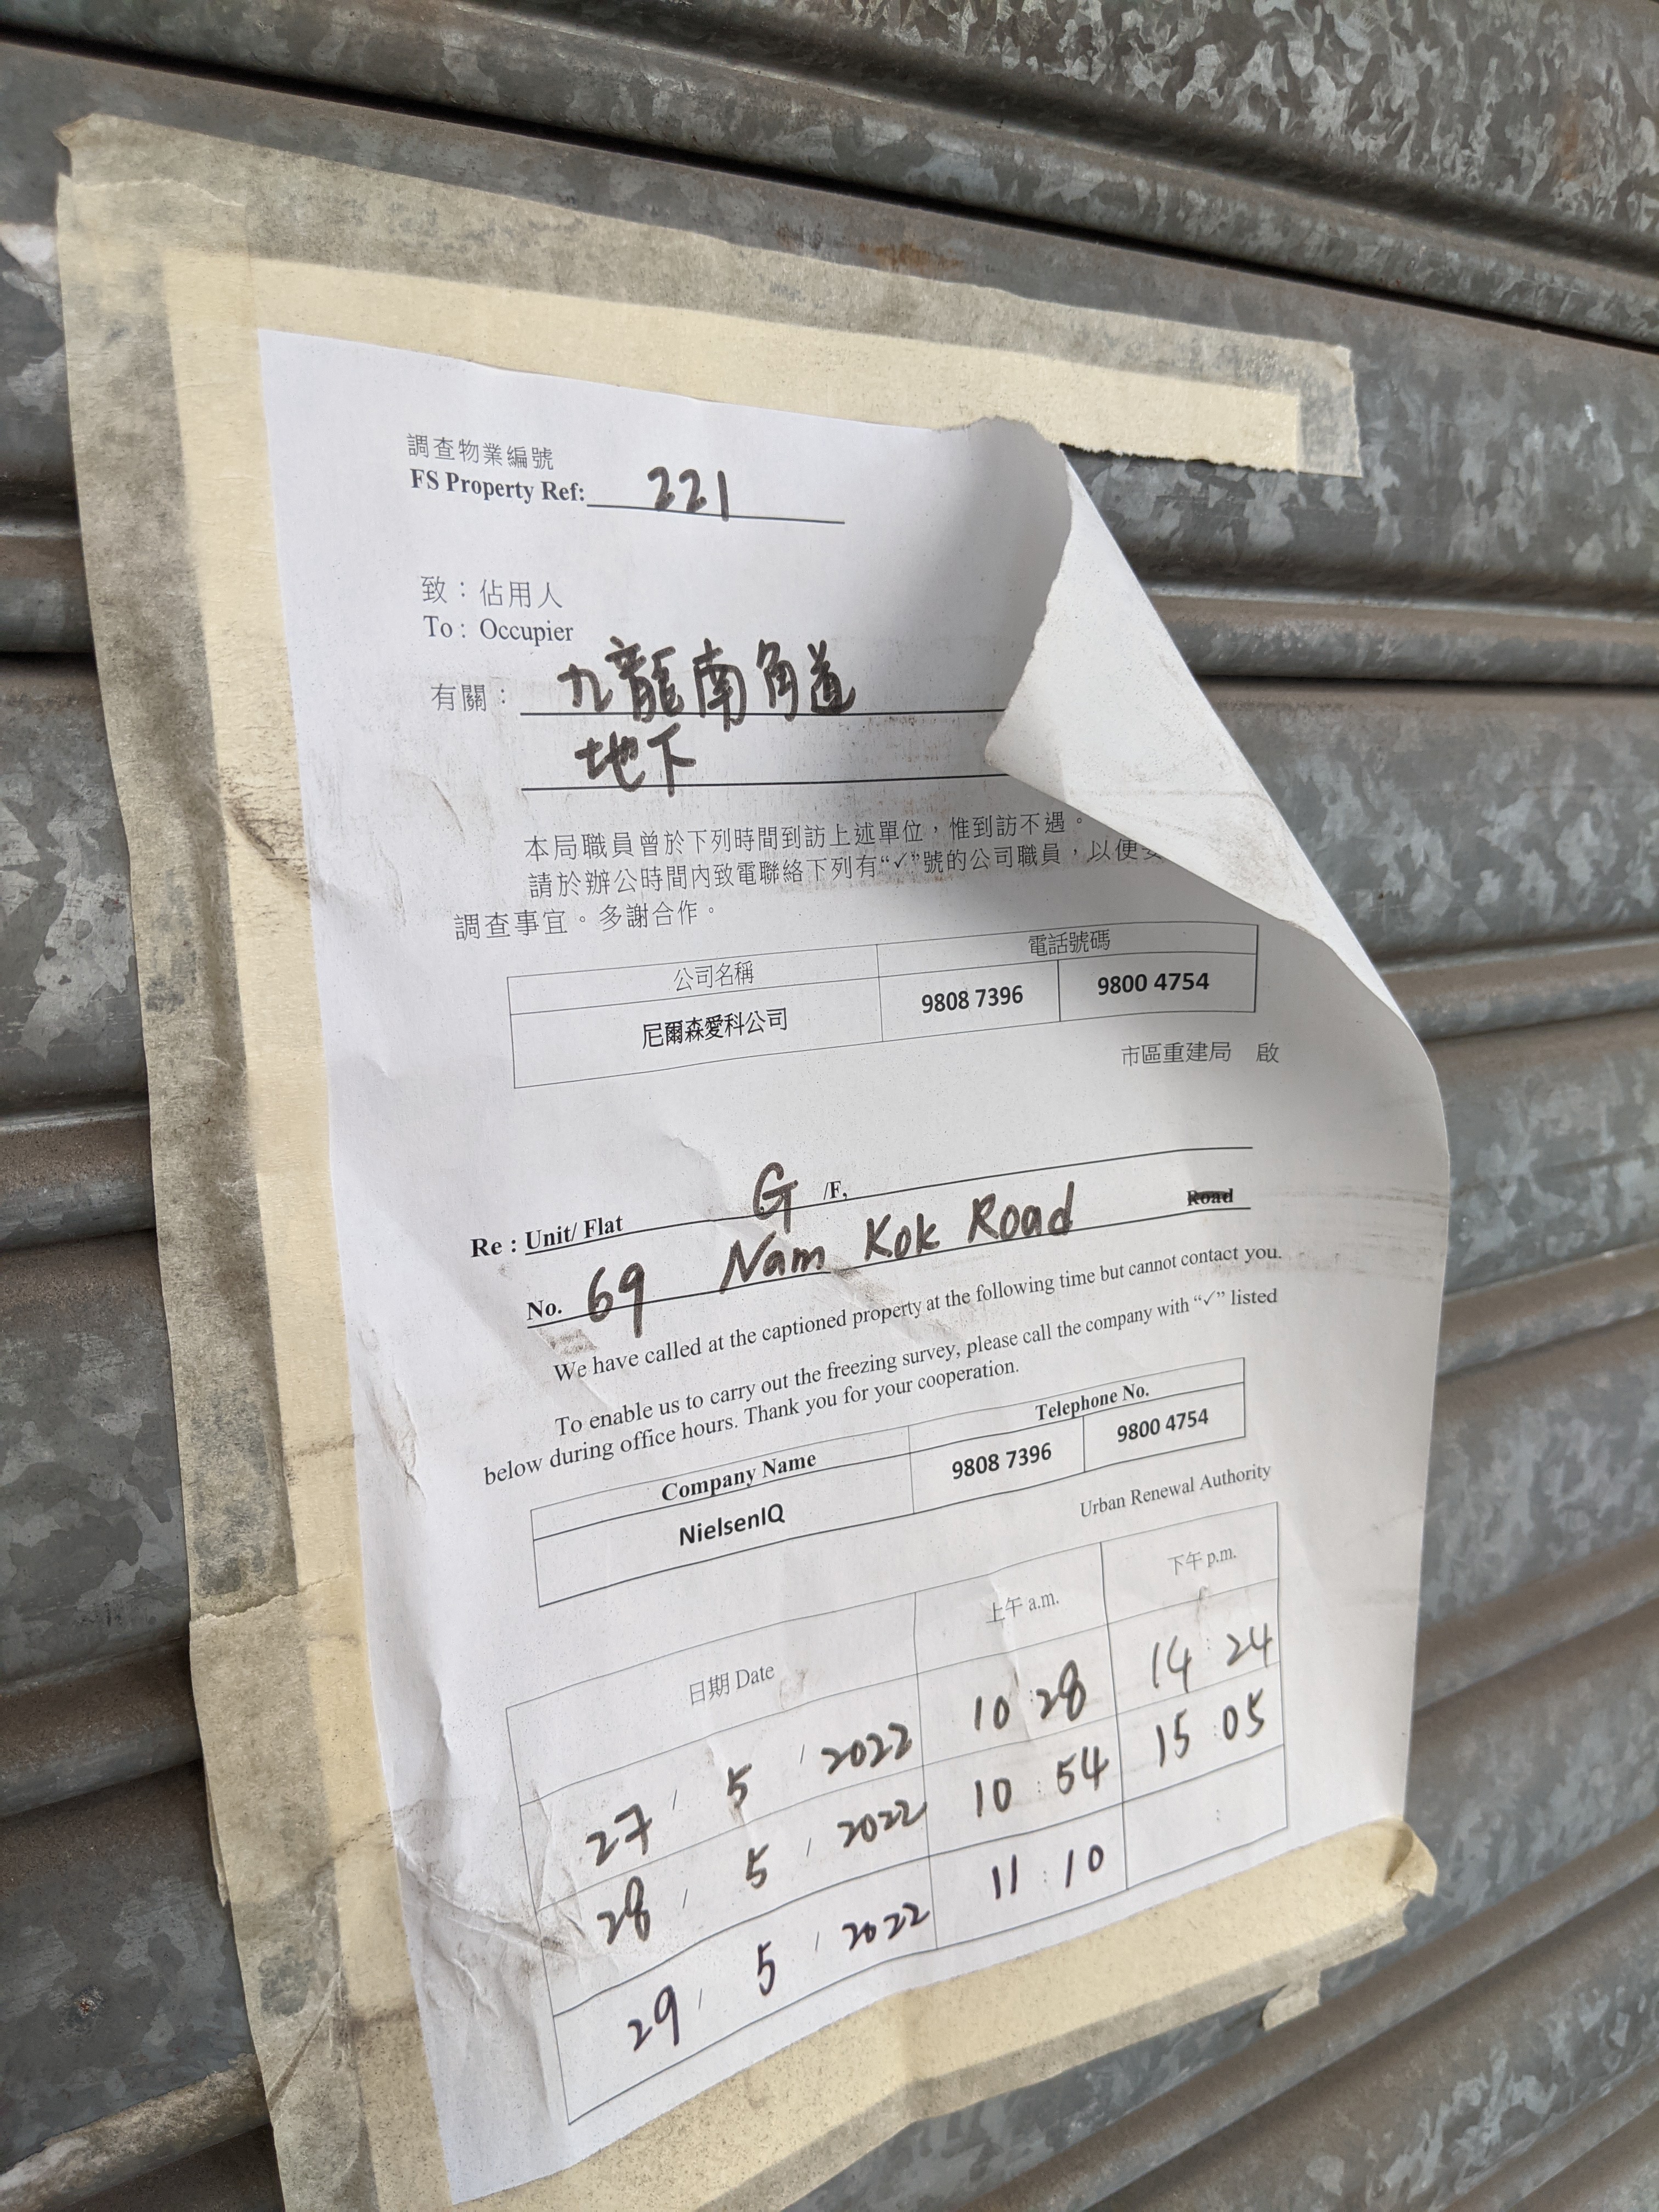 調查物業編號
FS Property Ref: 221
致：佔用人
To : Occupier
有關： 九龍南角道
地下
本局職員曾於下列時間到訪上述單位，惟到訪不遇。
請於辦公時間內致電聯絡下列有“✓”號的公司職員，以便
調查事宜。多謝合作。
公司名稱 電話號碼
尼爾森愛科公司 9808 7396 9800 4754
市區重建局 啟
Re : Unit/ Flat G /F,
No. 69 Nam Kok Road Road
We have called at the captioned property at the following time but cannot contact you.
To enable us to carry out the freezing survey, please call the company with “✓” listed
below during office hours. Thank you for your cooperation.
Company Name Telephone No.
NielsenIQ 9808 7396 9800 4754
Urban Renewal Authority
日期 Date 上午 a.m. 下午 p.m.
27 / 5 / 2022 10 : 28 14 : 24
28 / 5 / 2022 10 : 54 15 : 05
29 / 5 / 2022 11 : 10 :